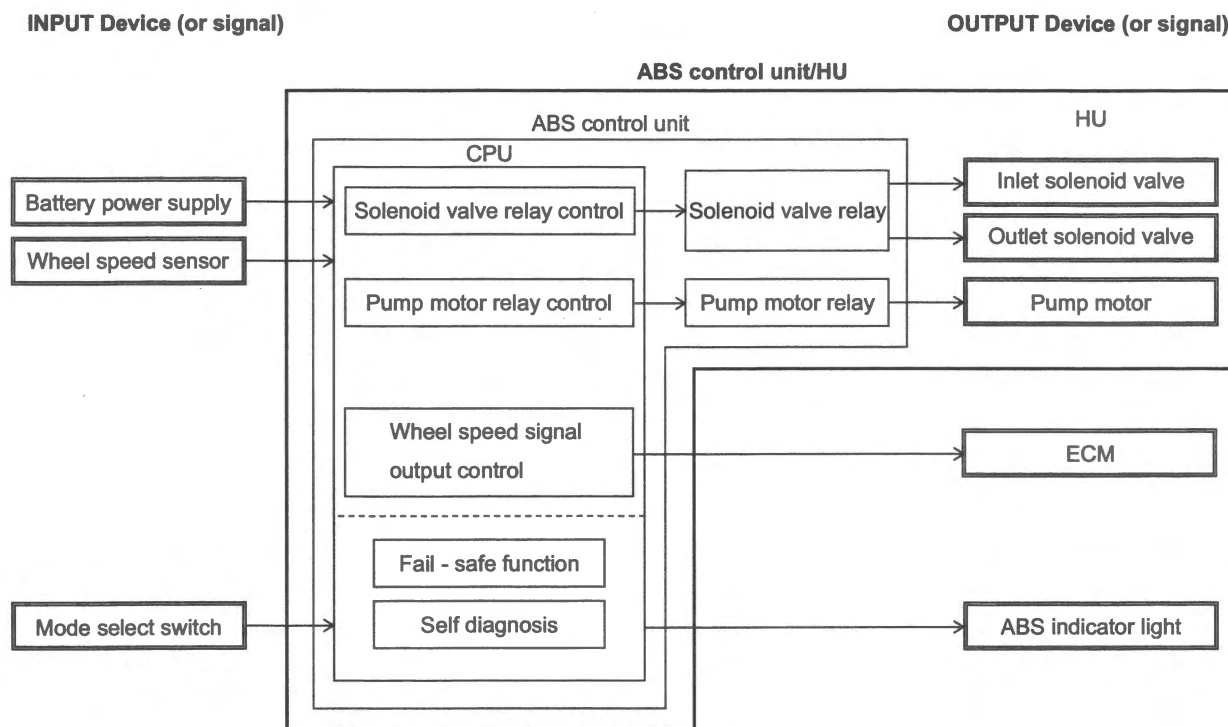 INPUT Device (or signal)
OUTPUT Device (or signal)
ABS control unit/HU
ABS control unit
HU
CPU
Battery power supply
Solenoid valve relay control
Solenoid valve relay
Inlet solenoid valve
Outlet solenoid valve
Wheel speed sensor
Pump motor relay control
Pump motor relay
Pump motor
Wheel speed signal
output control
ECM
Fail - safe function
Mode select switch
Self diagnosis
ABS indicator light